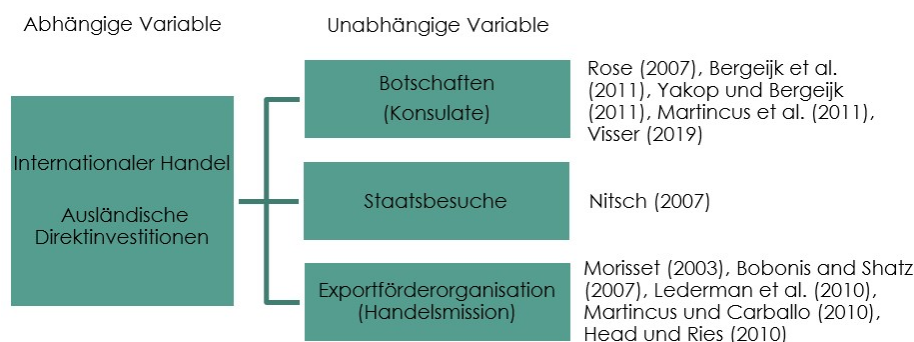 Abhängige Variable
Unabhängige Variable
Internationaler Handel
Ausländische
Direktinvestitionen
Botschaften
(Konsulate)
Rose (2007), Bergeijk et al.
(2011), Yakop und Bergeijk
(2011), Martincus et al. (2011),
Visser (2019)
Staatsbesuche
Nitsch (2007)
Exportförderorganisation
(Handelsmission)
Morisset (2003), Bobonis and Shatz
(2007), Lederman et al. (2010),
Martincus und Carballo (2010),
Head und Ries (2010)